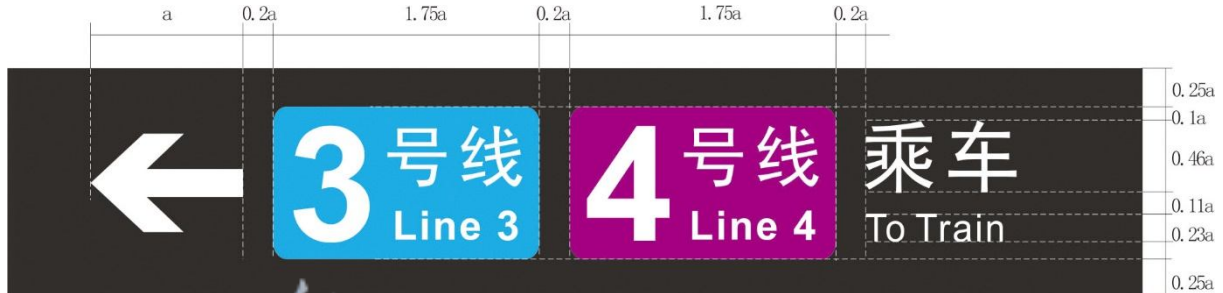 a 0.2a 1.75a 0.2a 1.75a 0.2a
3 号线
Line 3
4 号线
Line 4
乘车
To Train
0.25a
0.1a
0.46a
0.11a
0.23a
0.25a